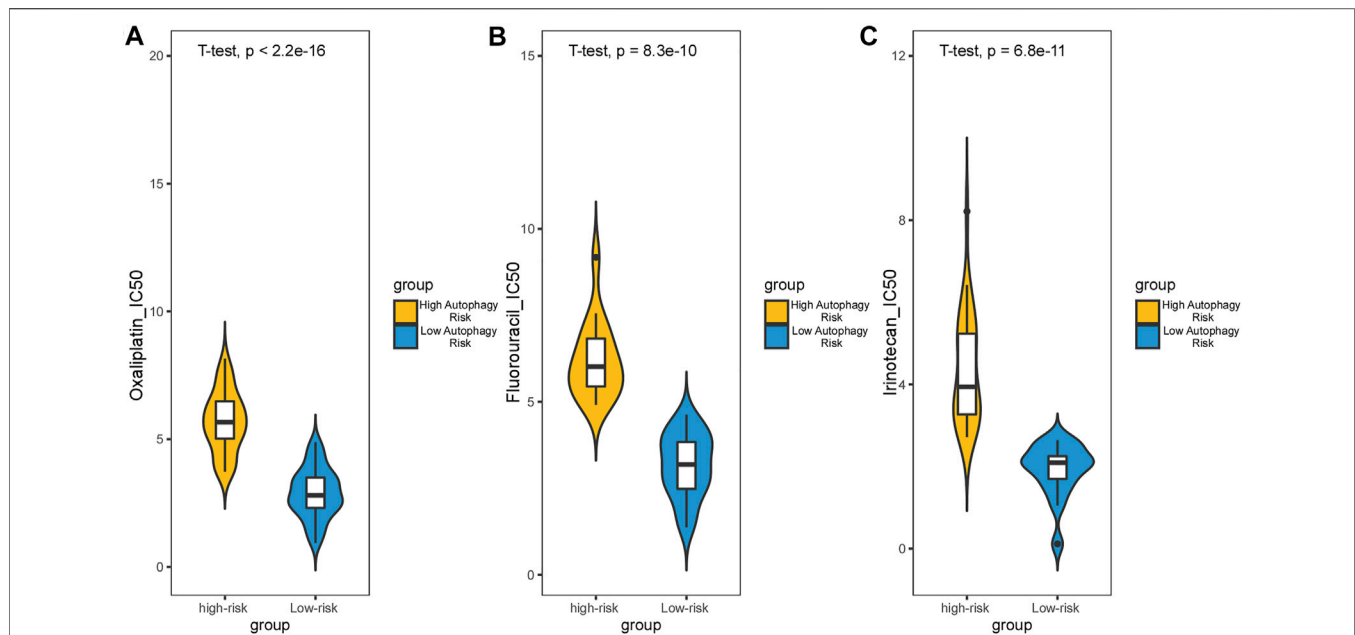 A
T-test, p < 2.2e-16
20
15
10
5
0
Oxaliplatin_IC50
high-risk
Low-risk
group
group
High Autophagy
Risk
Low Autophagy
Risk
B
T-test, p = 8.3e-10
15
10
5
0
Fluorouracil_IC50
high-risk
Low-risk
group
group
High Autophagy
Risk
Low Autophagy
Risk
C
T-test, p = 6.8e-11
12
8
4
0
Irinotecan_IC50
high-risk
Low-risk
group
group
High Autophagy
Risk
Low Autophagy
Risk